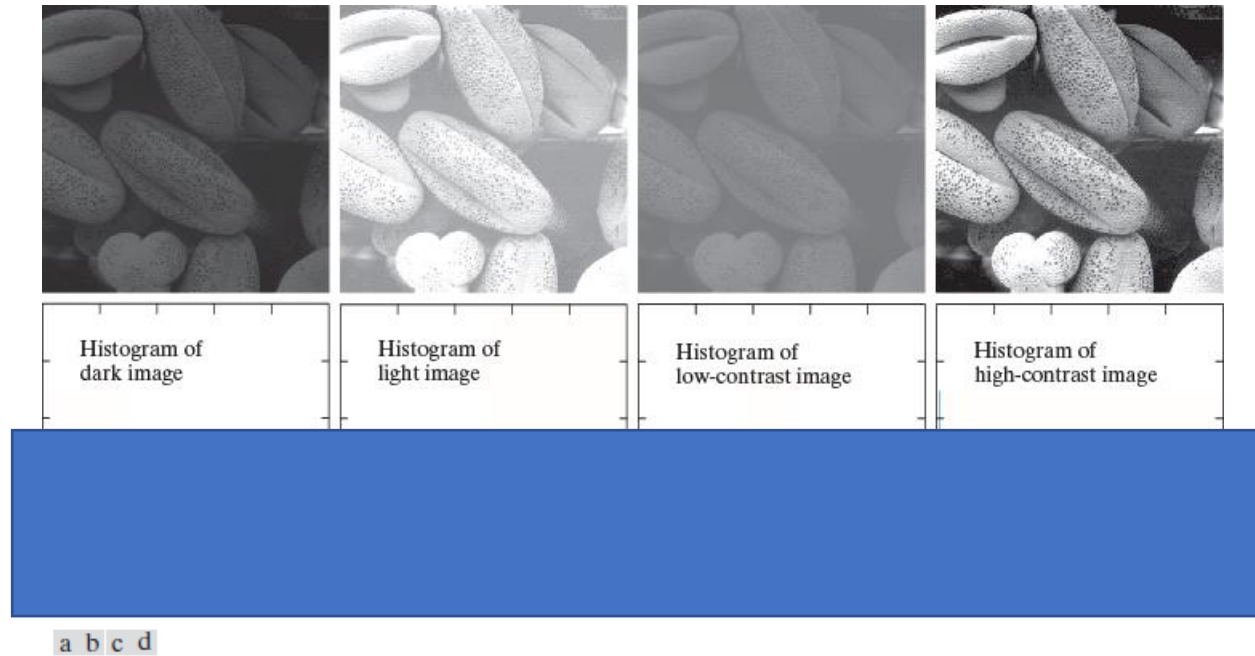 Histogram of
dark image
Histogram of
light image
Histogram of
low-contrast image
Histogram of
high-contrast image
a b c d